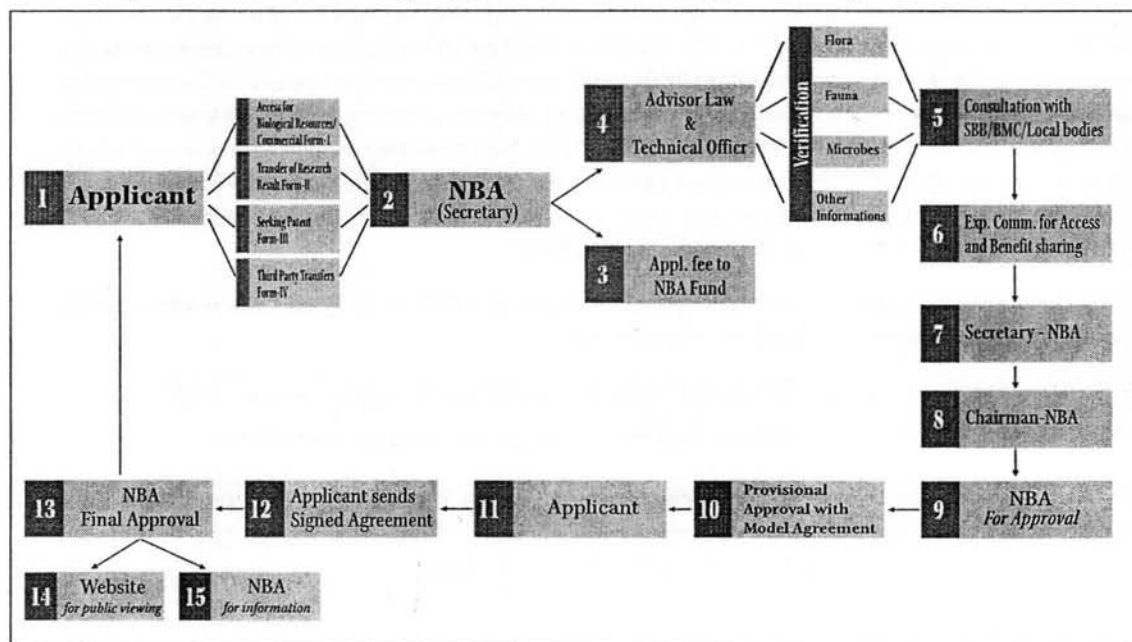 1 Applicant
Access for
Biological Resources/
Commercial Form-I
Transfer of Research
Result Form-II
Seeking Patent
Form-III
Third Party Transfers
Form-IV
2 NBA
(Secretary)
3 Appl. fee to
NBA Fund
4 Advisor Law
&
Technical Officr
Verification
Flora
Fauna
Microbes
Other
Informations
5 Consultation with
SBB/BMC/Local bodies
6 Exp. Comm. for Access
and Benefit sharing
7 Secretary - NBA
8 Chairman-NBA
9 NBA
For Approval
10 Provisional
Approval with
Model Agreement
11 Applicant
12 Applicant sends
Signed Agreement
13 NBA
Final Approval
14 Website
for public viewing
15 NBA
for information